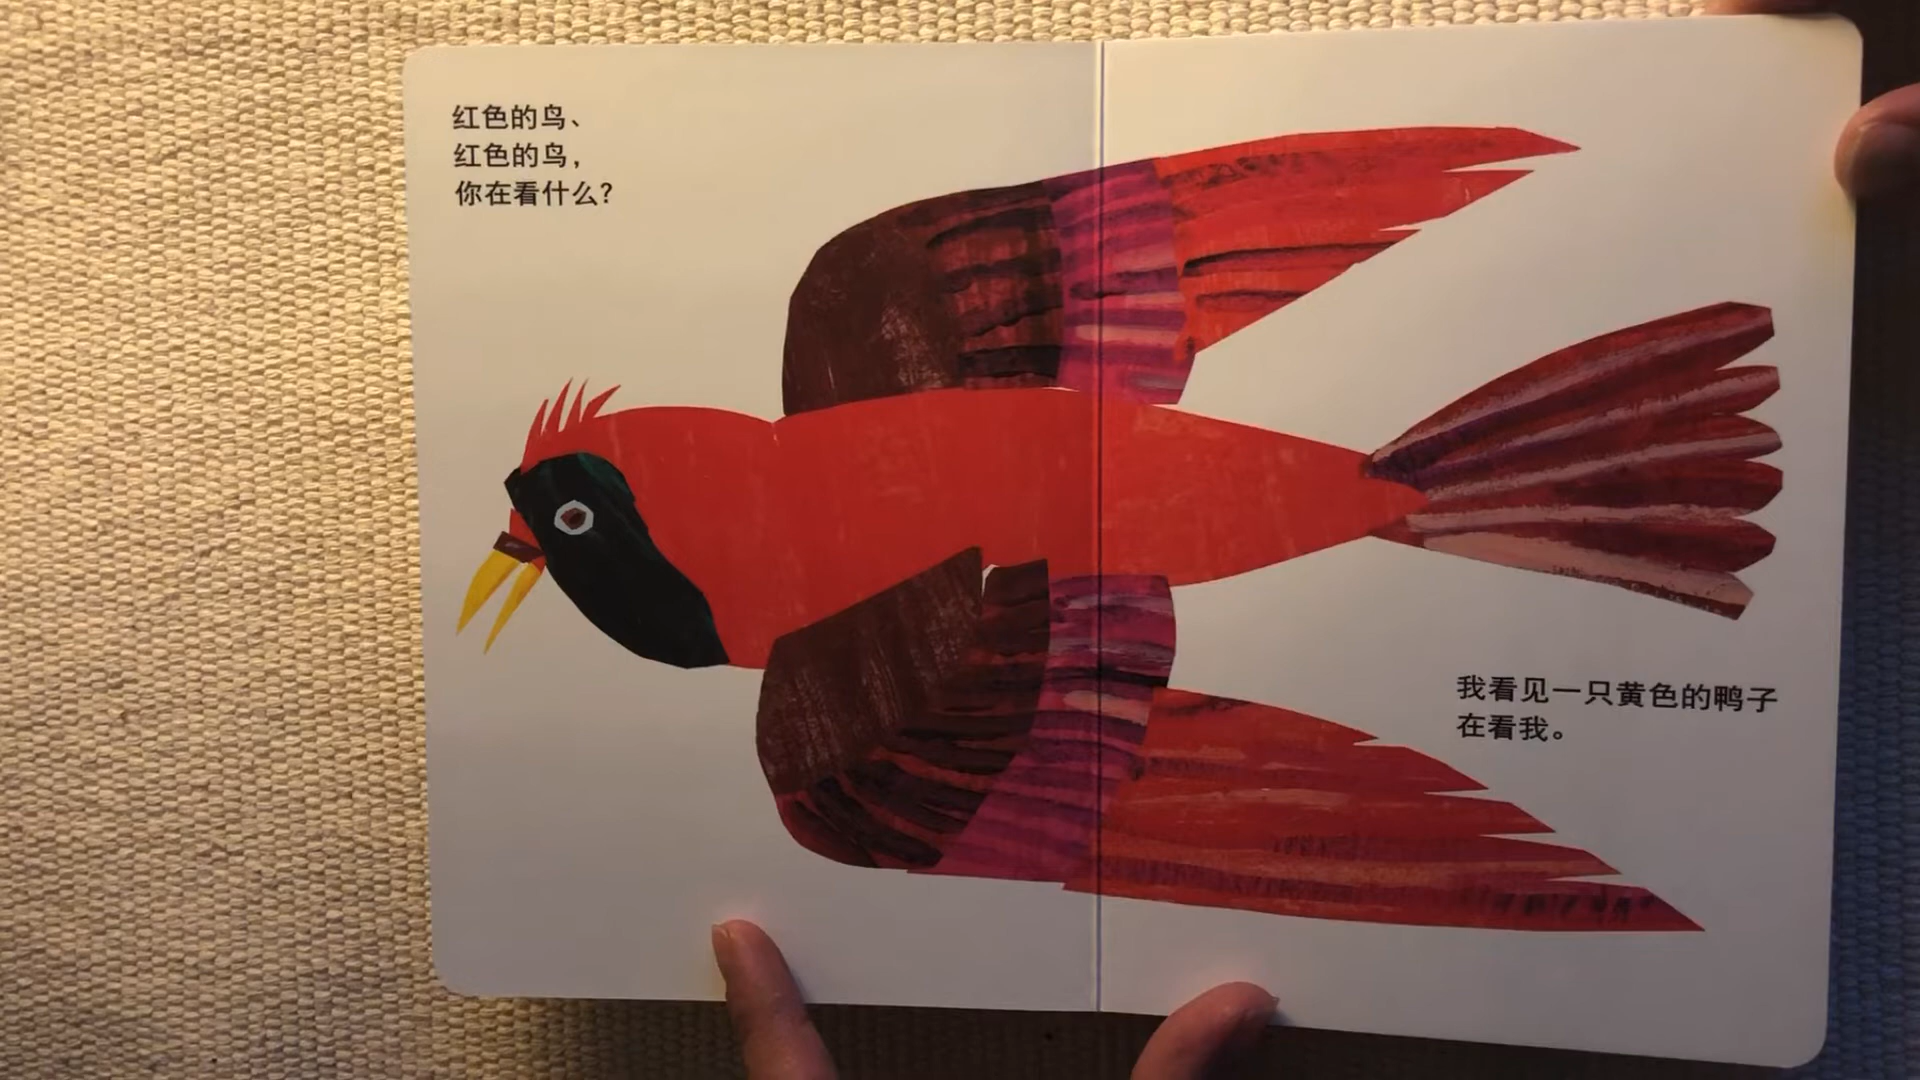 红色的鸟、
红色的鸟，
你在看什么?
我看见一只黄色的鸭子
在看我。